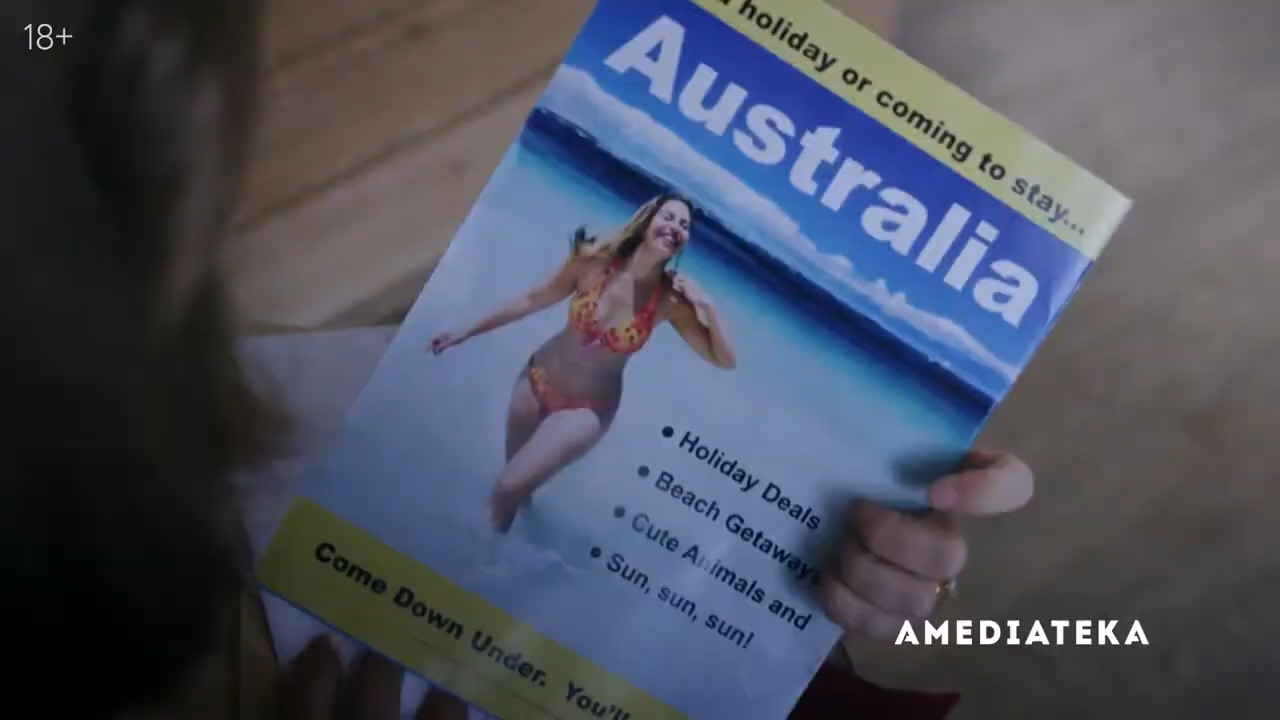 18+
holiday or coming to stay...
Australia
• Holiday Deals
• Beach Getaways
• Cute Animals and
• Sun, sun, sun!
Come Down Under. You'll
AMEDIATEKA